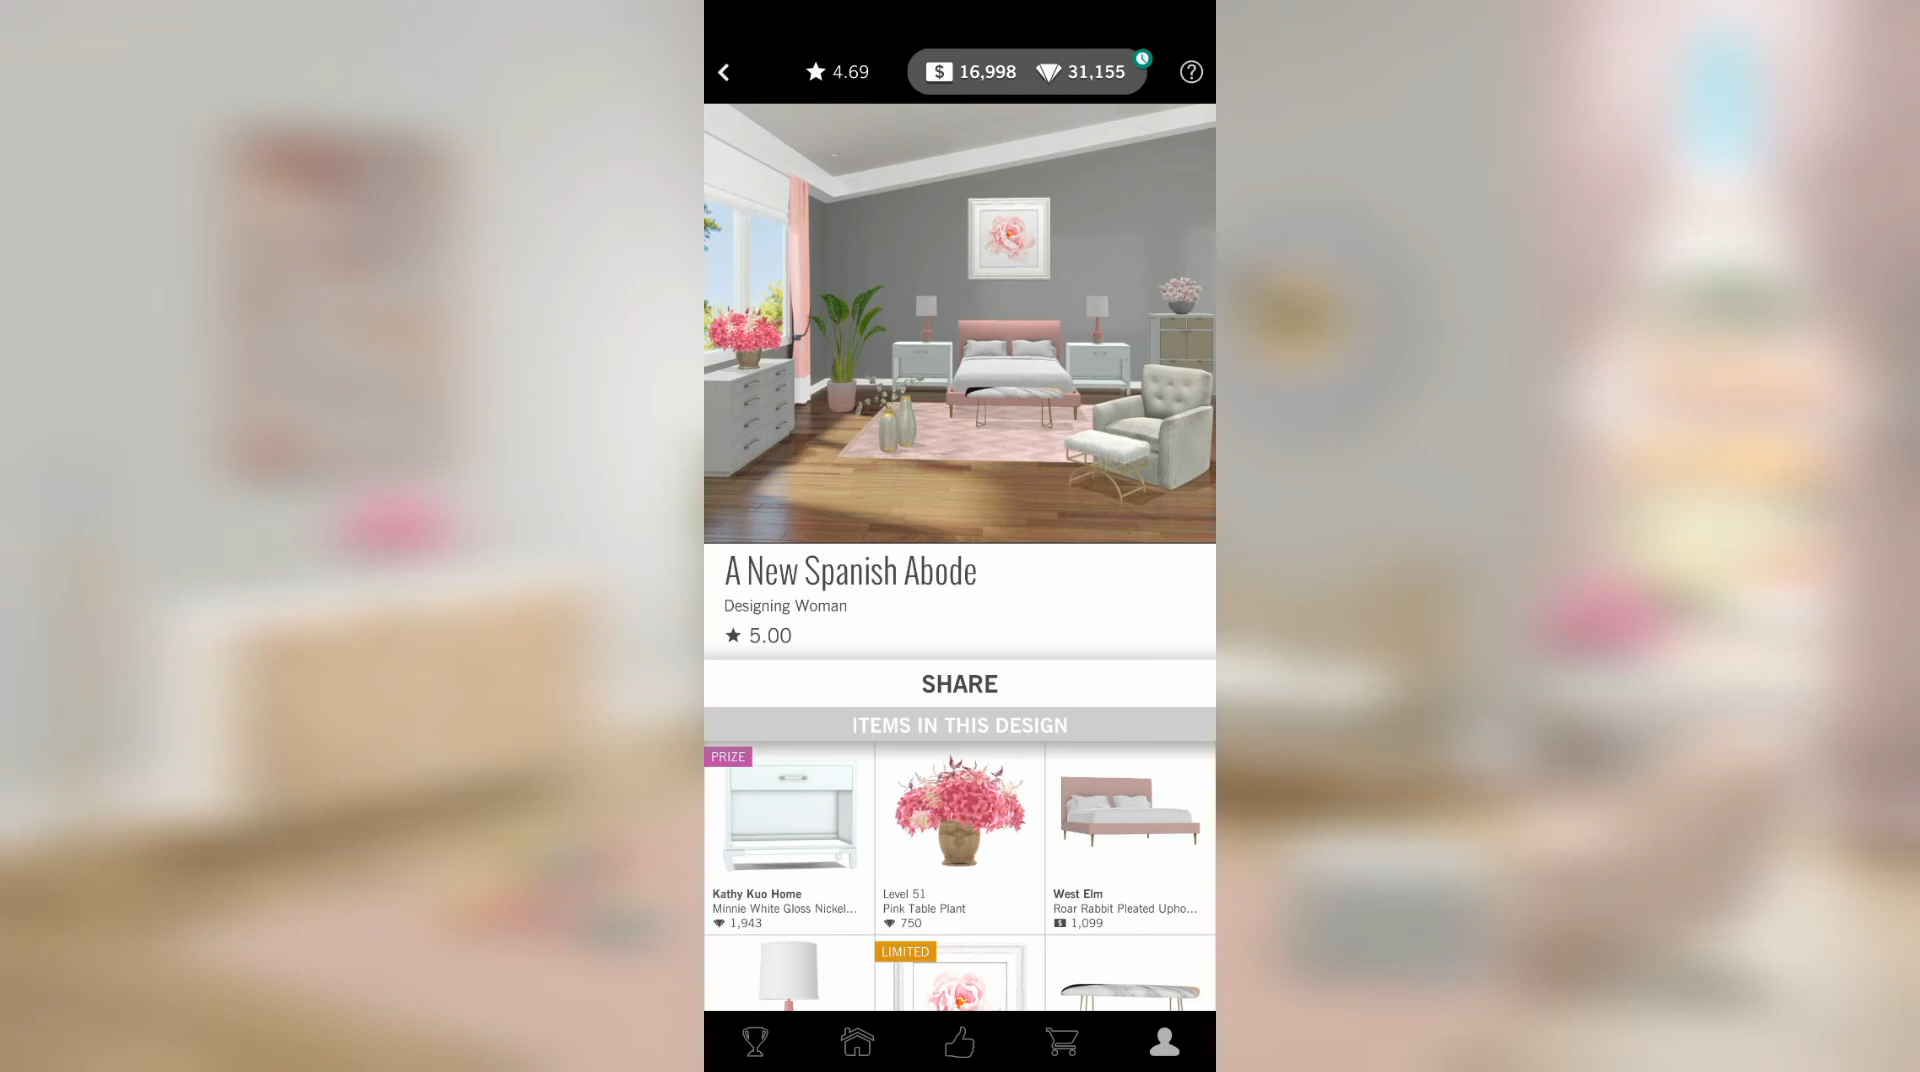 4.69
$ 16,998
31,155
?
A New Spanish Abode
Designing Woman
★ 5.00
SHARE
ITEMS IN THIS DESIGN
PRIZE
Kathy Kuo Home
Minnie White Gloss Nickel...
1,943
Level 51
Pink Table Plant
750
West Elm
Roar Rabbit Pleated Upho...
$ 1,099
LIMITED